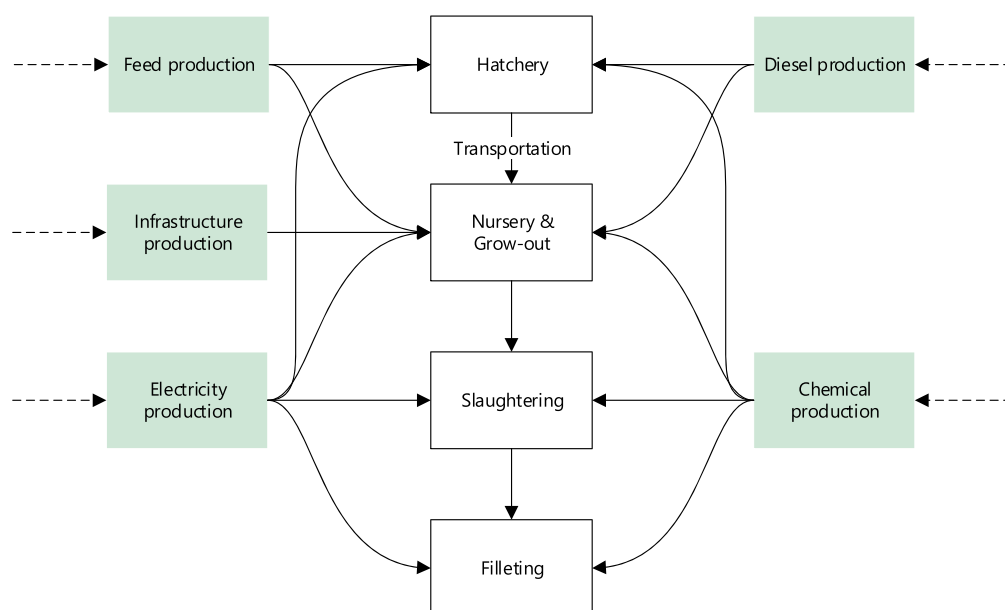 Feed production
Hatchery
Diesel production
Transportation
Infrastructure
production
Nursery &
Grow-out
Electricity
production
Slaughtering
Chemical
production
Filleting